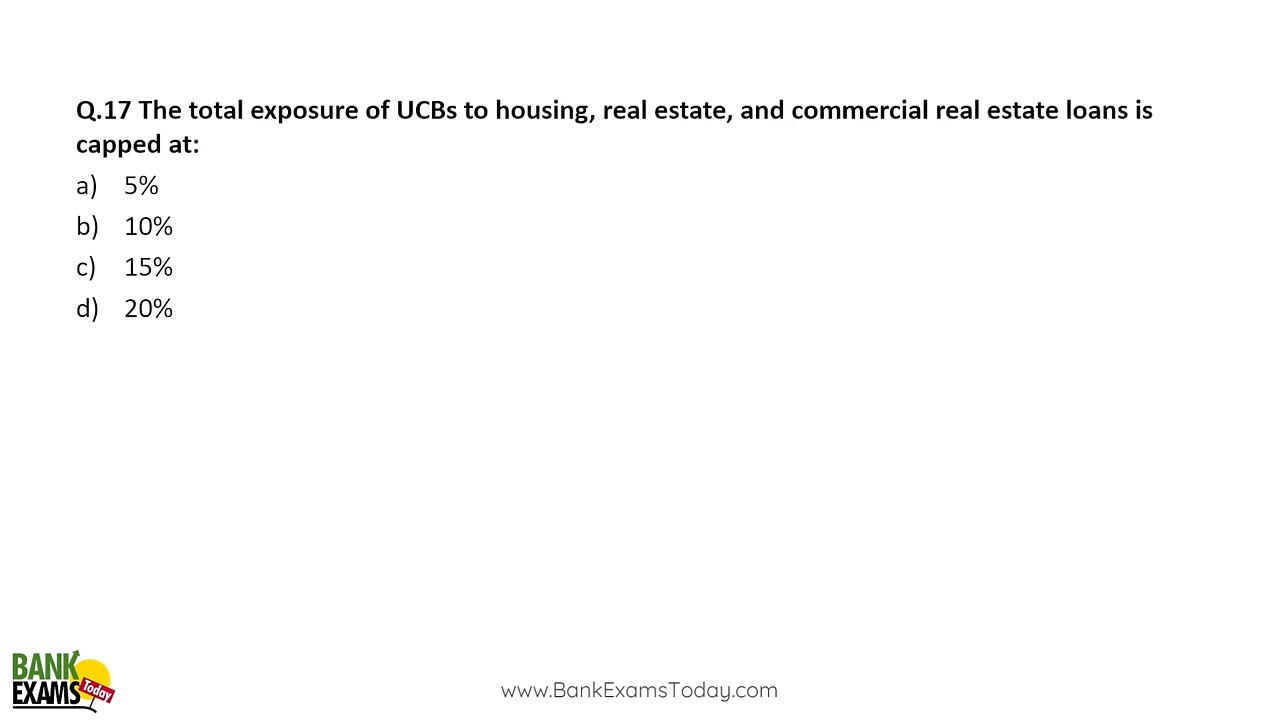 Q.17 The total exposure of UCBs to housing, real estate, and commercial real estate loans is
capped at:
a) 5%
b) 10%
c) 15%
d) 20%
BANK
EXAMS Today
www.BankExamsToday.com